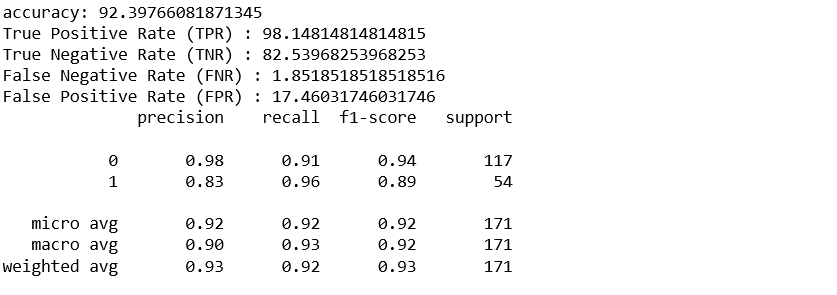 accuracy: 92.39766081871345
True Positive Rate (TPR) : 98.14814814814815
True Negative Rate (TNR) : 82.53968253968253
False Negative Rate (FNR) : 1.8518518518518516
False Positive Rate (FPR) : 17.46031746031746
precision recall f1-score support
0 0.98 0.91 0.94 117
1 0.83 0.96 0.89 54
micro avg 0.92 0.92 0.92 171
macro avg 0.90 0.93 0.92 171
weighted avg 0.93 0.92 0.93 171